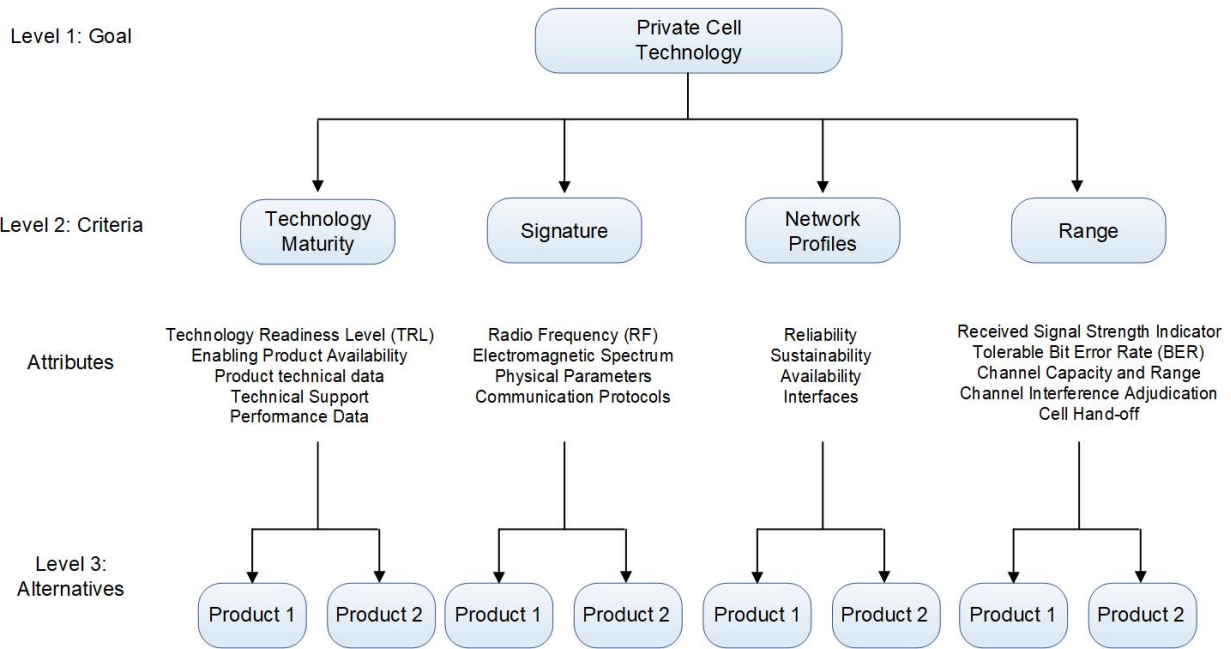 Level 1: Goal
Private Cell
Technology
Level 2: Criteria
Technology
Maturity
Signature
Network
Profiles
Range
Attributes
Technology Readiness Level (TRL)
Enabling Product Availability
Product technical data
Technical Support
Performance Data
Radio Frequency (RF)
Electromagnetic Spectrum
Physical Parameters
Communication Protocols
Reliability
Sustainability
Availability
Interfaces
Received Signal Strength Indicator
Tolerable Bit Error Rate (BER)
Channel Capacity and Range
Channel Interference Adjudication
Cell Hand-off
Level 3:
Alternatives
Product 1
Product 2
Product 1
Product 2
Product 1
Product 2
Product 1
Product 2